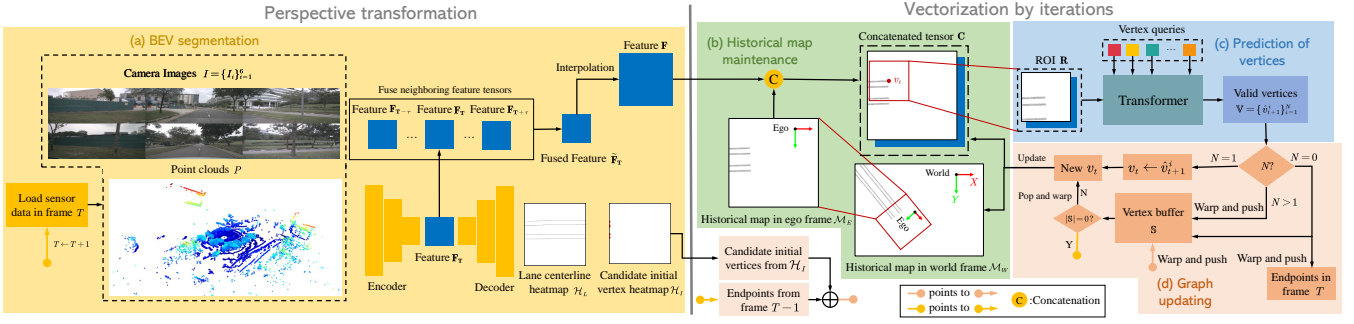 Perspective transformation
Vectorization by iterations
(a) BEV segmentation
Camera Images I = {I_i}^6_{i=1}
Point clouds P
Load sensor
data in frame T
T←T+1
Fuse neighboring feature tensors
Feature F_{T−τ} Feature F_T Feature F_{T+τ}
... ...
Interpolation
Feature F
Fused Feature F̃_T
Feature F_T
Encoder
Decoder
Lane centerline
heatmap ℋ_L
Candidate initial
vertex heatmap ℋ_I
(b) Historical map
maintenance
Concatenated tensor C
C
v_t
Ego
Historical map in ego frame ℳ_E
World
X
Y
Ego
Historical map in world frame ℳ_W
Candidate initial
vertices from ℋ_I
Endpoints from
frame T−1
points to
points to
C :Concatenation
(c) Prediction of
vertices
ROI R
Vertex queries
...
Transformer
Valid vertices
𝕍={v̂^i_{t+1}}^N_{i=1}
Update
New v_t
v_t ← v̂^i_{t+1}
N=1
N?
N=0
N>1
Pop and warp
N
|𝕊|=0?
Y
Vertex buffer
𝕊
Warp and push
Warp and push
Warp and push
Endpoints in
frame T
(d) Graph
updating